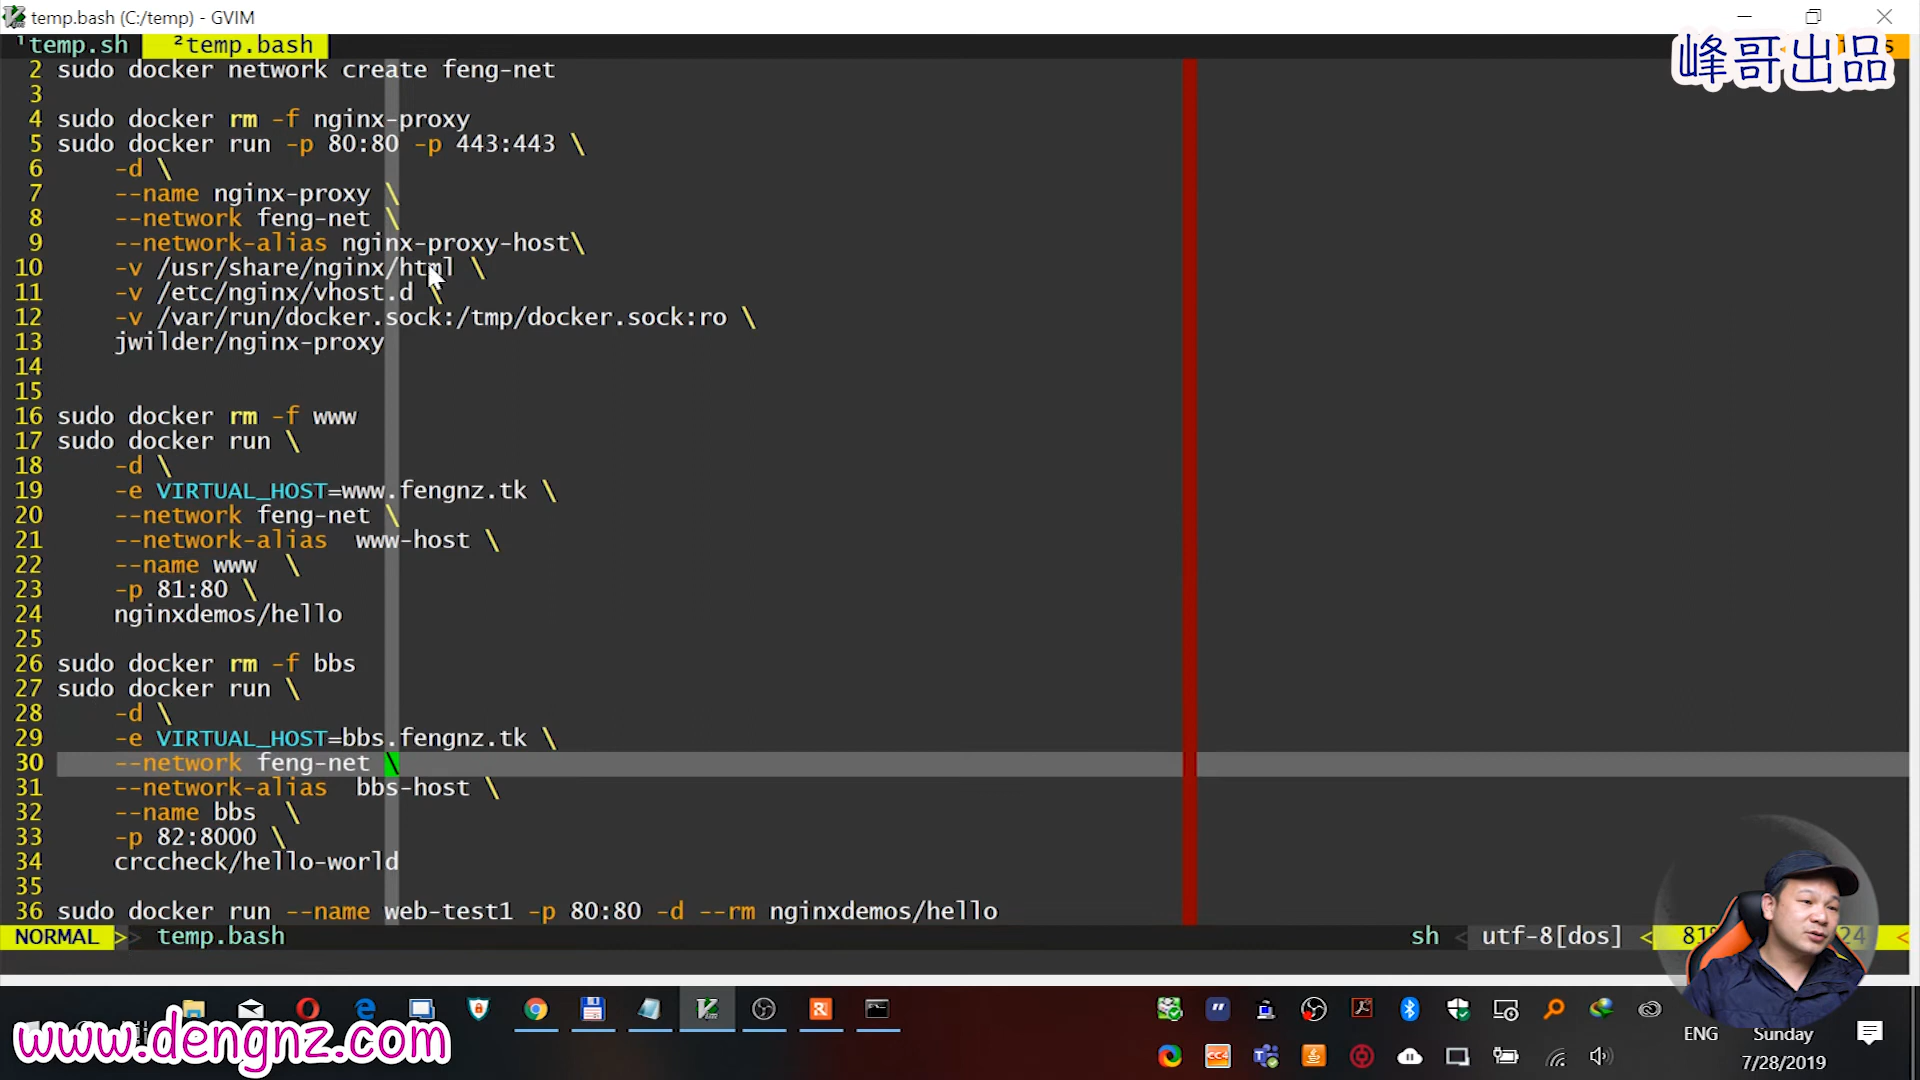 temp.bash (C:/temp) - GVIM
¹temp.sh ²temp.bash
峰哥出品
2 sudo docker network create feng-net
3
4 sudo docker rm -f nginx-proxy
5 sudo docker run -p 80:80 -p 443:443 \
6 -d \
7 --name nginx-proxy \
8 --network feng-net \
9 --network-alias nginx-proxy-host\
10 -v /usr/share/nginx/html \
11 -v /etc/nginx/vhost.d \
12 -v /var/run/docker.sock:/tmp/docker.sock:ro \
13 jwilder/nginx-proxy
14
15
16 sudo docker rm -f www
17 sudo docker run \
18 -d \
19 -e VIRTUAL_HOST=www.fengnz.tk \
20 --network feng-net \
21 --network-alias  www-host \
22 --name www  \
23 -p 81:80 \
24 nginxdemos/hello
25
26 sudo docker rm -f bbs
27 sudo docker run \
28 -d \
29 -e VIRTUAL_HOST=bbs.fengnz.tk \
30 --network feng-net \
31 --network-alias  bbs-host \
32 --name bbs  \
33 -p 82:8000 \
34 crccheck/hello-world
35
36 sudo docker run --name web-test1 -p 80:80 -d --rm nginxdemos/hello
NORMAL > temp.bash sh < utf-8[dos] <
www.dengnz.com
ENG
Sunday
7/28/2019
CC4